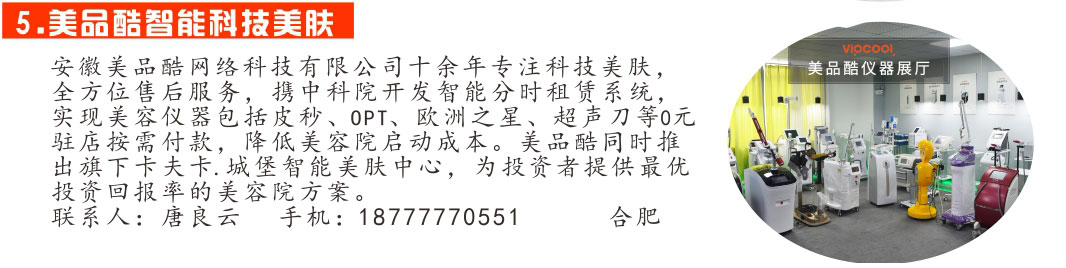 5.美品酷智能科技美肤
安徽美品酷网络科技有限公司十余年专注科技美肤，
全方位售后服务，携中科院开发智能分时租赁系统，
实现美容仪器包括皮秒、OPT、欧洲之星、超声刀等0元
驻店按需付款，降低美容院启动成本。美品酷同时推
出旗下卡夫卡.城堡智能美肤中心，为投资者提供最优
投资回报率的美容院方案。
联系人：唐良云 手机：18777770551 合肥
vipcool
美品酷仪器展厅